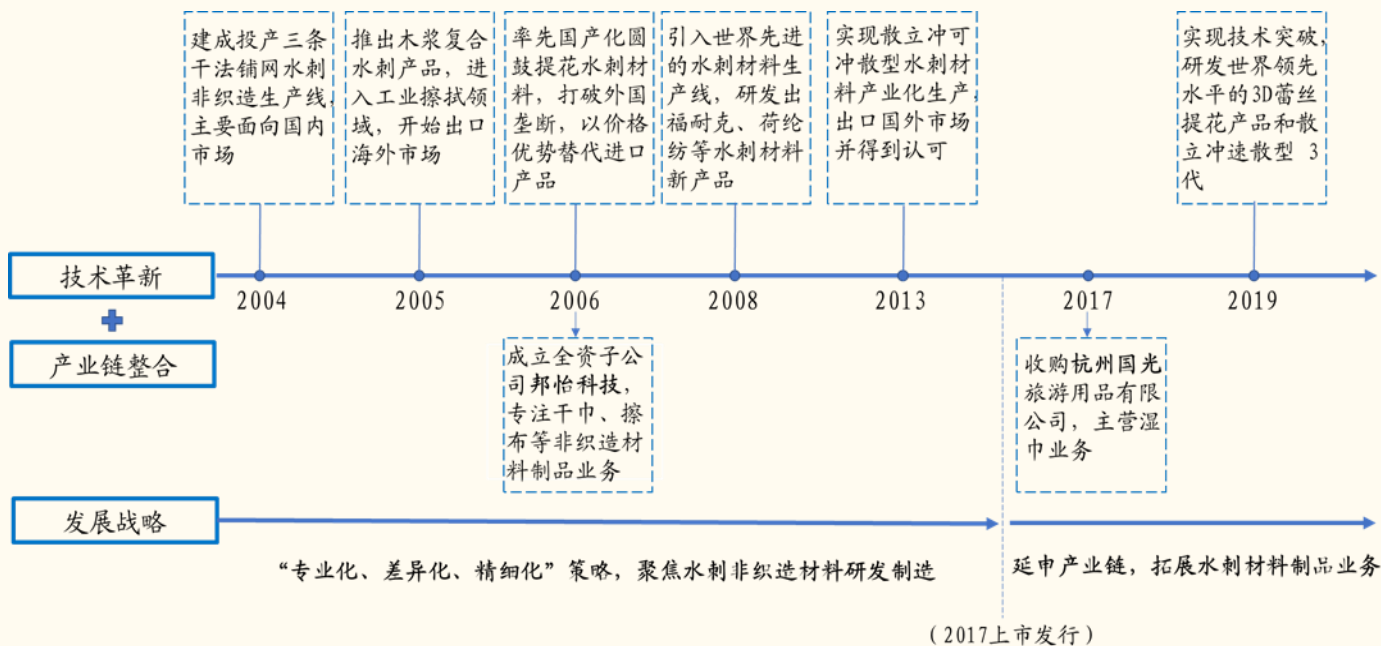 建成投产三条
干法铺网水刺
非织造生产线,
主要面向国内
市场
推出木浆复合
水刺产品，进
入工业擦拭领
域，开始出口
海外市场
率先国产化圆
鼓提花水刺材
料，打破外国
垄断，以价格
优势替代进口
产品
引入世界先进
的水刺材料生
产线，研发出
福耐克、荷纶
纺等水刺材料
新产品
实现散立冲可
冲散型水刺材
料产业化生产,
出口国外市场
并得到认可
实现技术突破,
研发世界领先
水平的3D蕾丝
提花产品和散
立冲速散型 3
代
技术革新
2004
2005
2006
2008
2013
2017
2019
产业链整合
成立全资子公
司邦怡科技，
专注干巾、擦
布等非织造材
料制品业务
收购杭州国光
旅游用品有限
公司，主营湿
巾业务
发展战略
“专业化、差异化、精细化”策略，聚焦水刺非织造材料研发制造
延申产业链，拓展水刺材料制品业务
（2017上市发行）